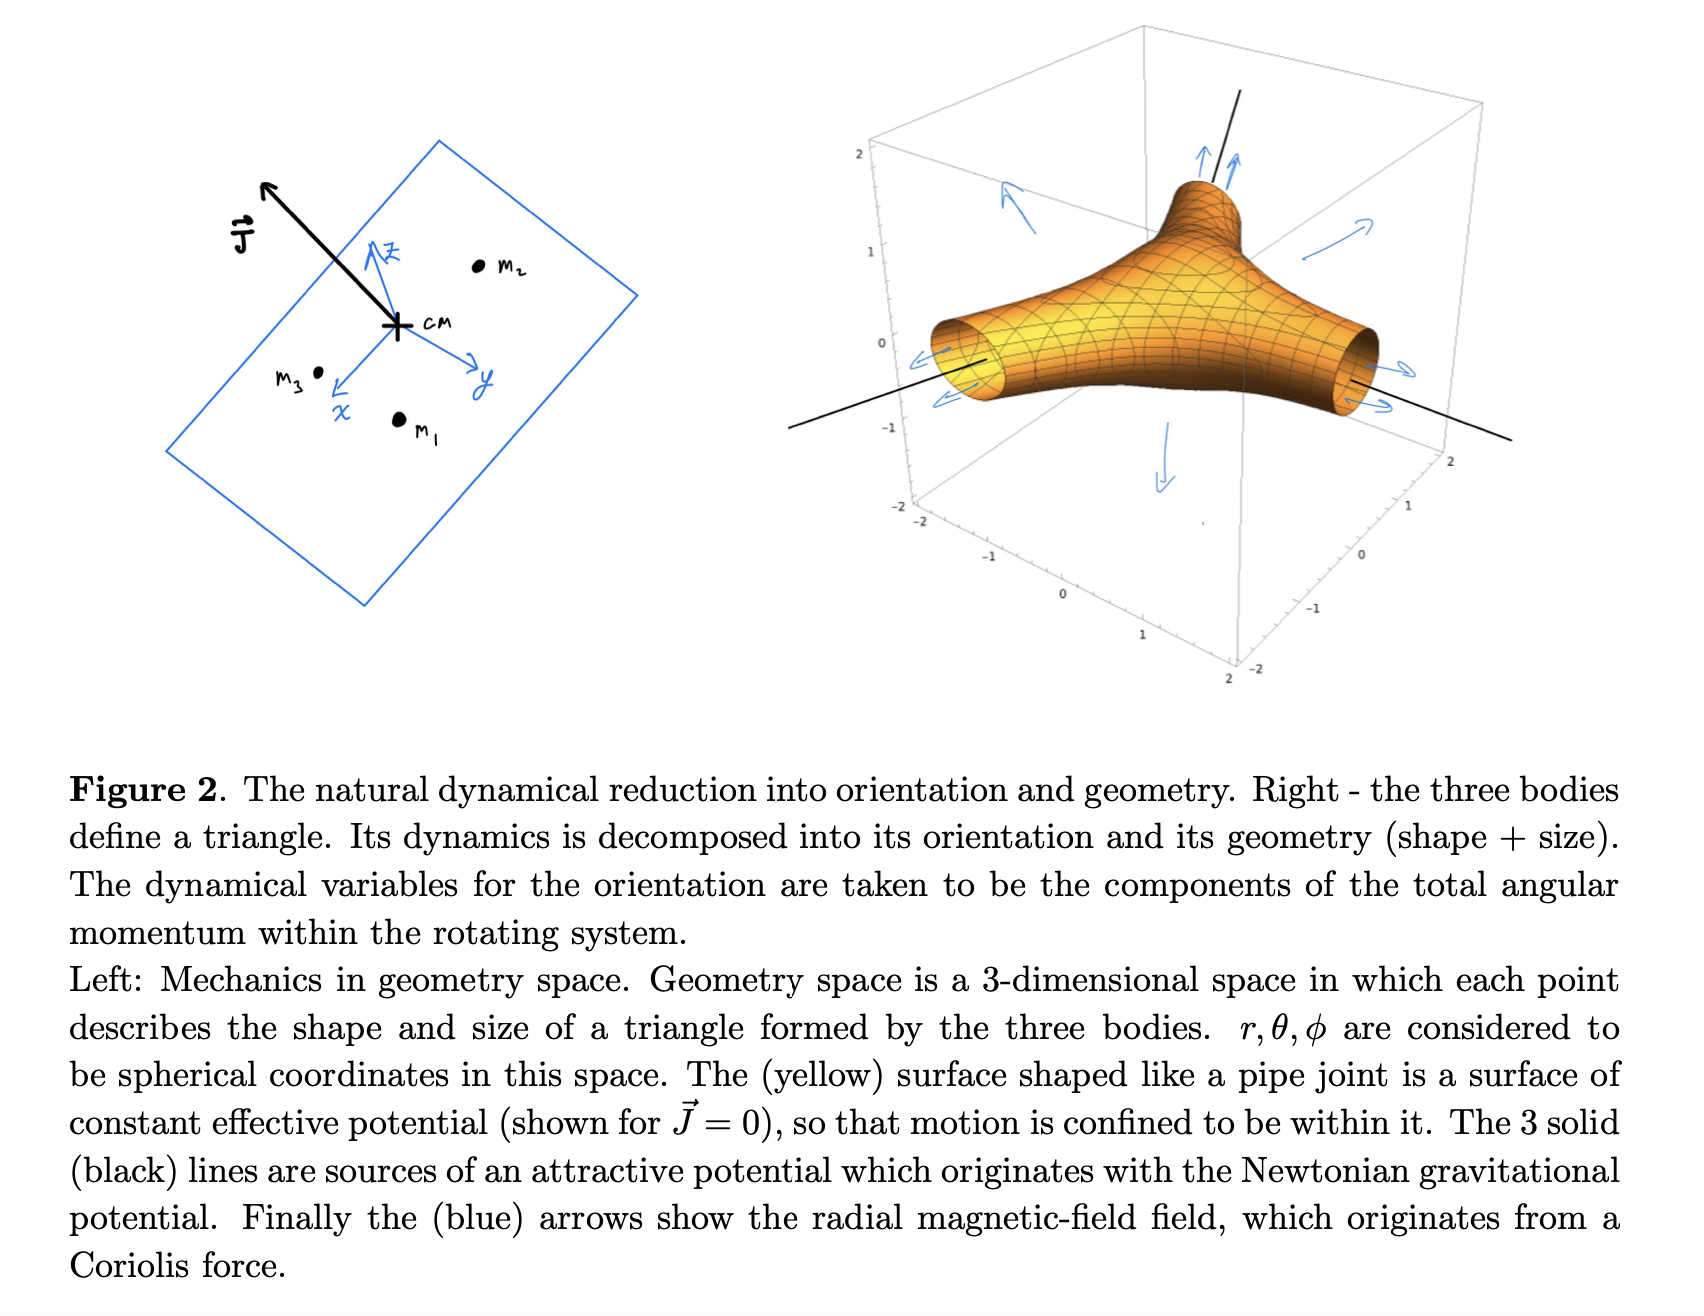 J⃗
z
m₂
CM
m₃
x
y
m₁
2
1
0
-1
-2
-2
-1
0
1
2
-2
-1
0
1
2
Figure 2. The natural dynamical reduction into orientation and geometry. Right - the three bodies
define a triangle. Its dynamics is decomposed into its orientation and its geometry (shape + size).
The dynamical variables for the orientation are taken to be the components of the total angular
momentum within the rotating system.
Left: Mechanics in geometry space. Geometry space is a 3-dimensional space in which each point
describes the shape and size of a triangle formed by the three bodies. r, θ, ϕ are considered to
be spherical coordinates in this space. The (yellow) surface shaped like a pipe joint is a surface of
constant effective potential (shown for J⃗ = 0), so that motion is confined to be within it. The 3 solid
(black) lines are sources of an attractive potential which originates with the Newtonian gravitational
potential. Finally the (blue) arrows show the radial magnetic-field field, which originates from a
Coriolis force.